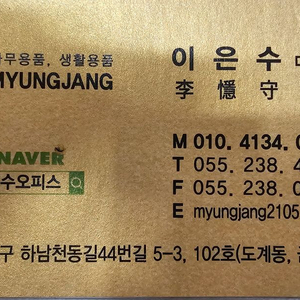 사무용품, 생활용품
MYUNGJANG
이 은 수
李 憶 守
NAVER
수오피스
M 010. 4134.
T 055. 238.
F 055. 238.
E myungjang2105
구 하남천동길44번길 5-3, 102호(도계동,